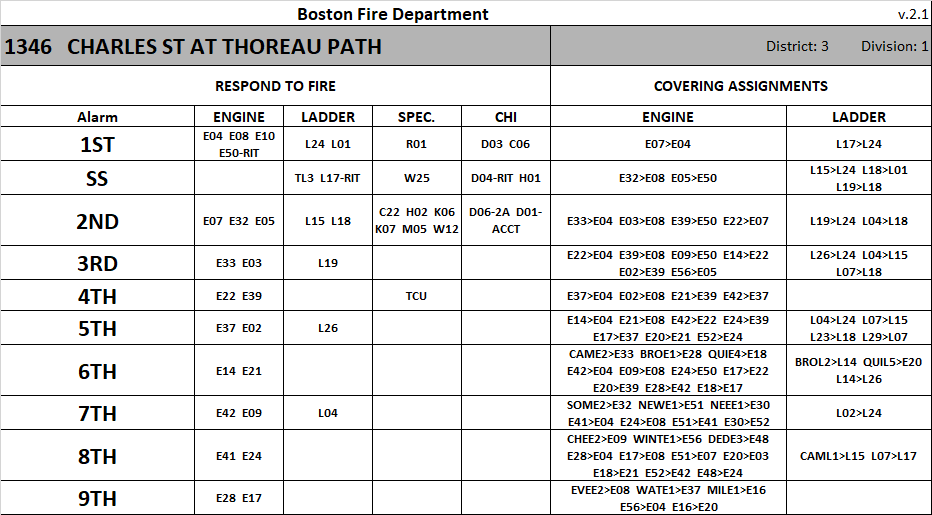 Boston Fire Department v.2.1
1346 CHARLES ST AT THOREAU PATH District: 3 Division: 1
RESPOND TO FIRE COVERING ASSIGNMENTS
Alarm ENGINE LADDER SPEC. CHI ENGINE LADDER
1ST E04 E08 E10 E50-RIT L24 L01 R01 D03 C06 E07>E04 L17>L24
SS TL3 L17-RIT W25 D04-RIT H01 E32>E08 E05>E50 L15>L24 L18>L01 L19>L18
2ND E07 E32 E05 L15 L18 C22 H02 K06 K07 M05 W12 D06-2A D01-ACCT E33>E04 E03>E08 E39>E50 E22>E07 L19>L24 L04>L18
3RD E33 E03 L19 E22>E04 E39>E08 E09>E50 E14>E22 E02>E39 E56>E05 L26>L24 L04>L15 L07>L18
4TH E22 E39 TCU E37>E04 E02>E08 E21>E39 E42>E37
5TH E37 E02 L26 E14>E04 E21>E08 E42>E22 E24>E39 E17>E37 E20>E21 E52>E24 L04>L24 L07>L15 L23>L18 L29>L07
6TH E14 E21 CAME2>E33 BROE1>E28 QUIE4>E18 E42>E04 E09>E08 E24>E50 E17>E22 E20>E39 E28>E42 E18>E17 BROL2>L14 QUIL5>E20 L14>L26
7TH E42 E09 L04 SOME2>E32 NEWE1>E51 NEEE1>E30 E41>E04 E24>E08 E51>E41 E30>E52 L02>L24
8TH E41 E24 CHEE2>E09 WINTE1>E56 DEDE3>E48 E28>E04 E17>E08 E51>E07 E20>E03 E18>E21 E52>E42 E48>E24 CAML1>L15 L07>L17
9TH E28 E17 EVEE2>E08 WATE1>E37 MILE1>E16 E56>E04 E16>E20